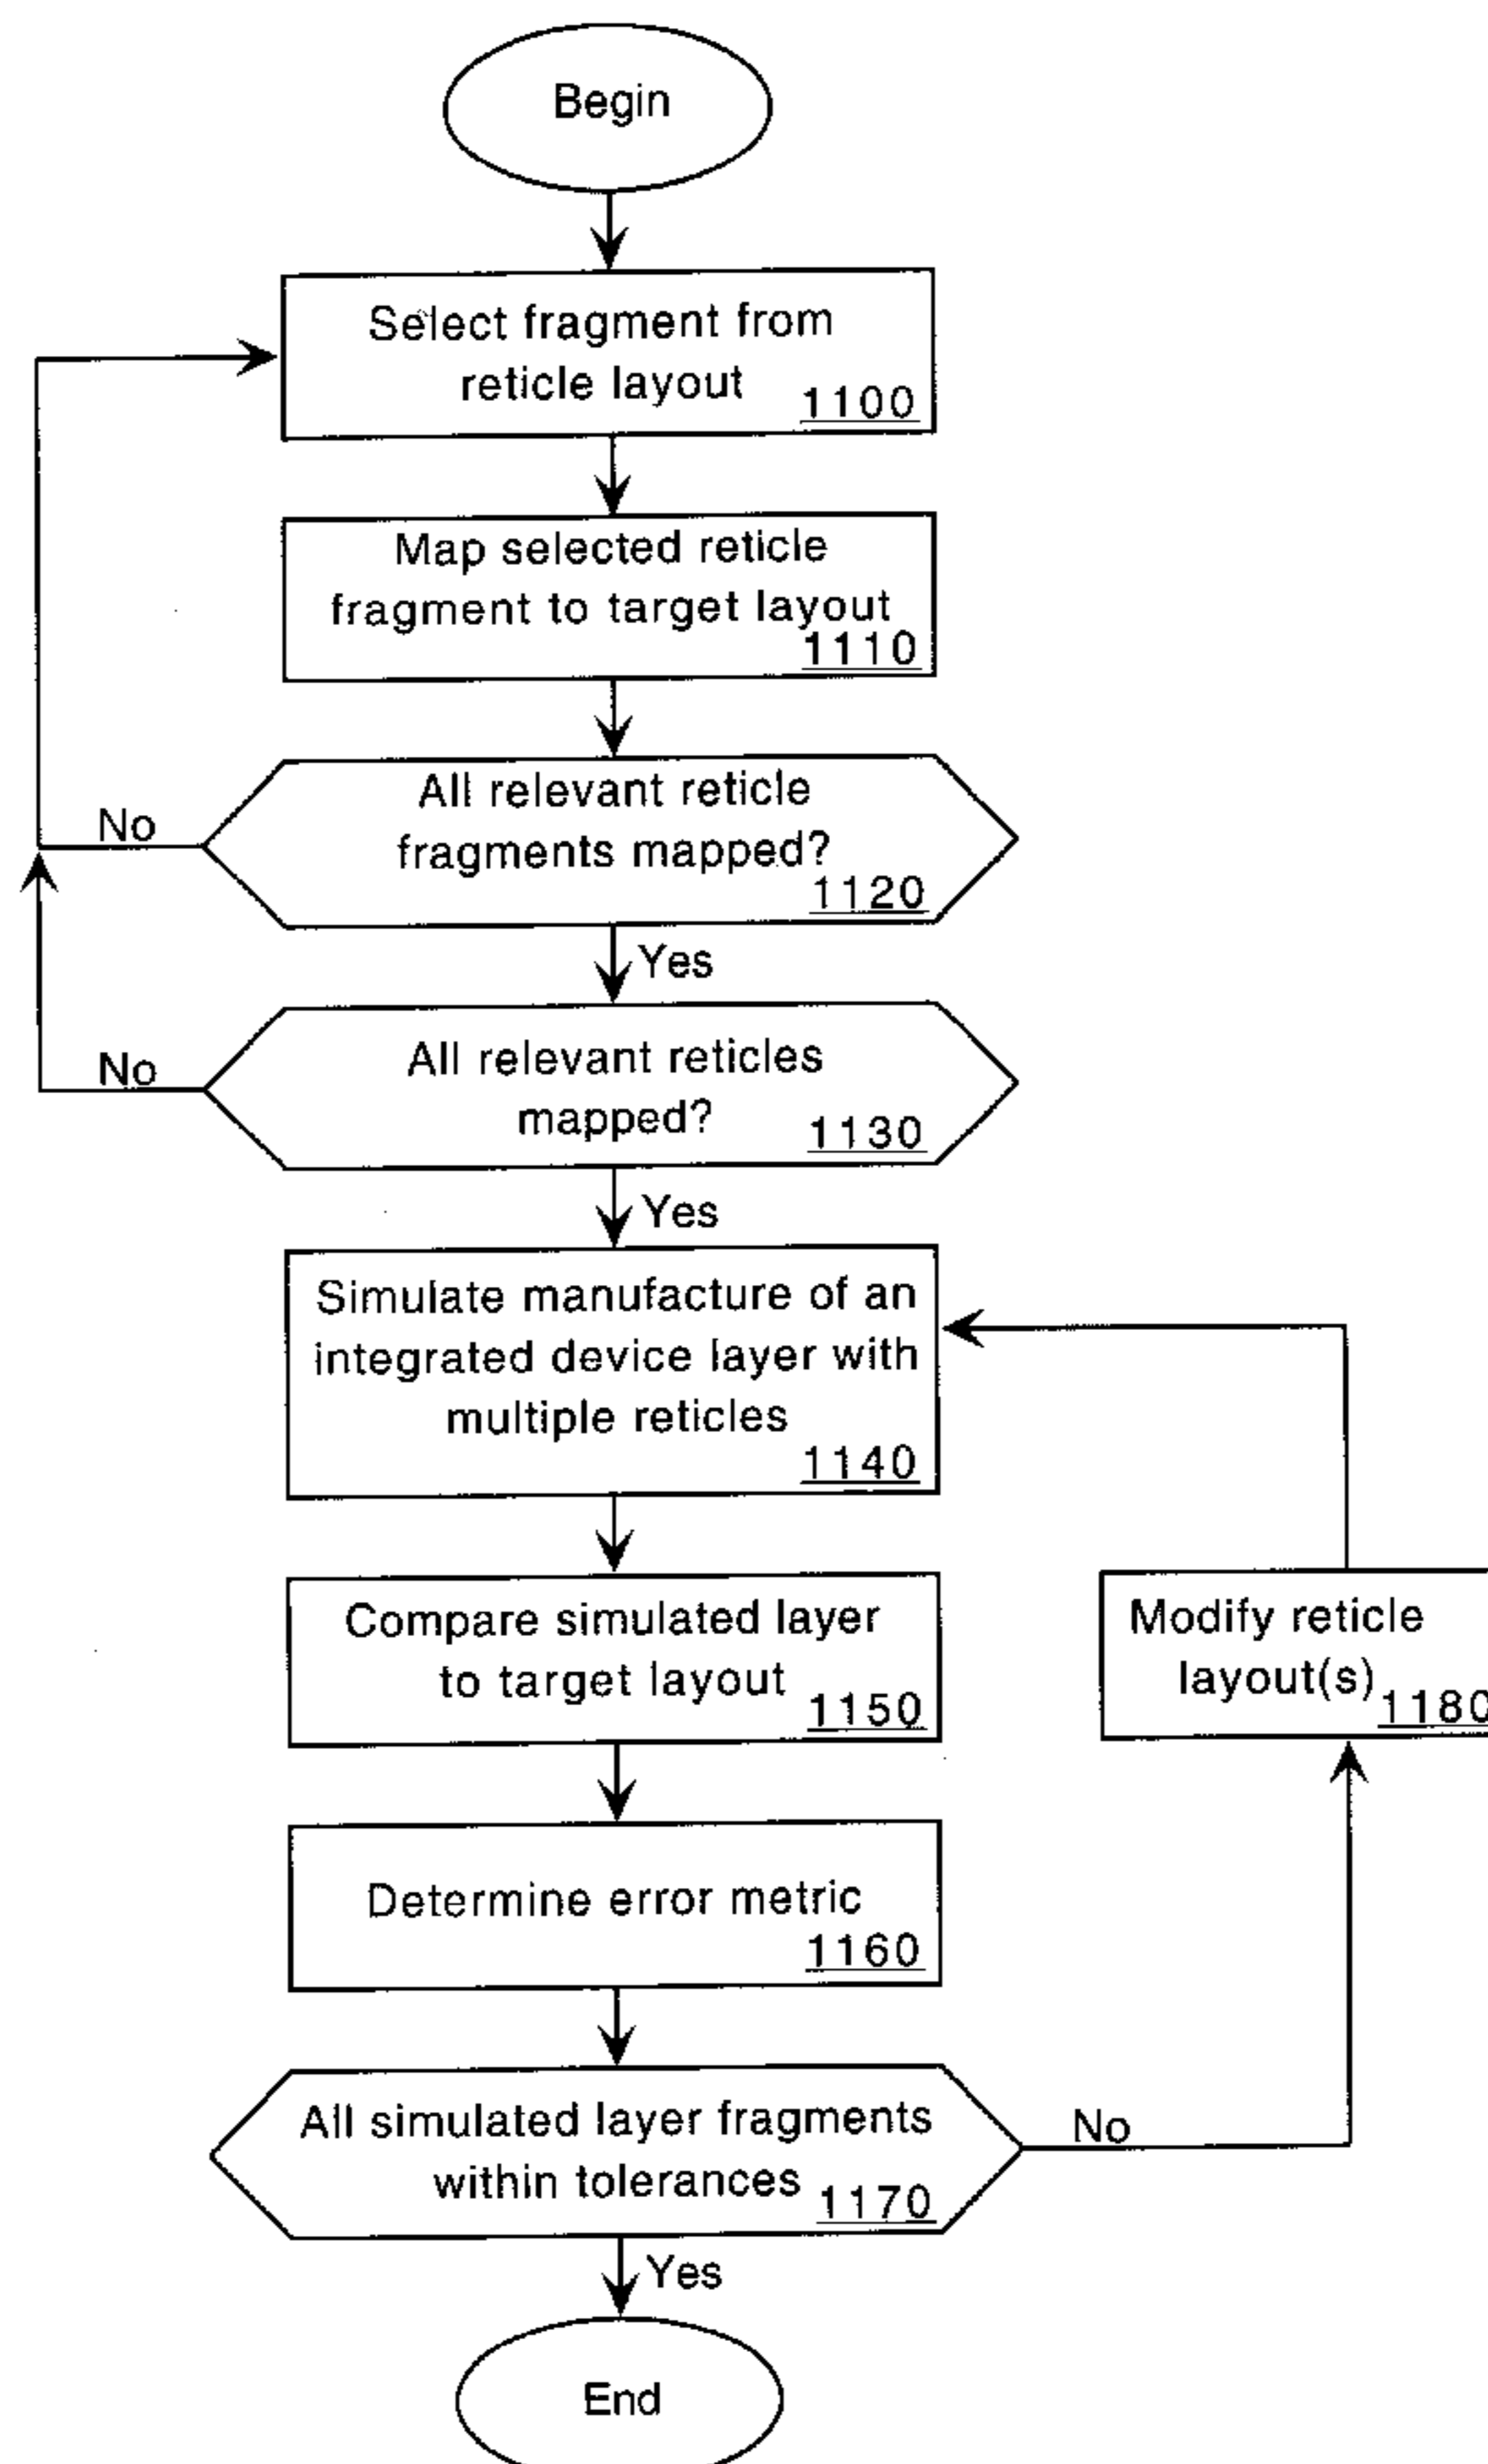 Begin
Select fragment from
reticle layout
1100
Map selected reticle
fragment to target layout
1110
All relevant reticle
fragments mapped?
1120
No
Yes
All relevant reticles
mapped?
1130
No
Yes
Simulate manufacture of an
integrated device layer with
multiple reticles
1140
Compare simulated layer
to target layout
1150
Modify reticle
layout(s)
1180
Determine error metric
1160
All simulated layer fragments
within tolerances
1170
No
Yes
End